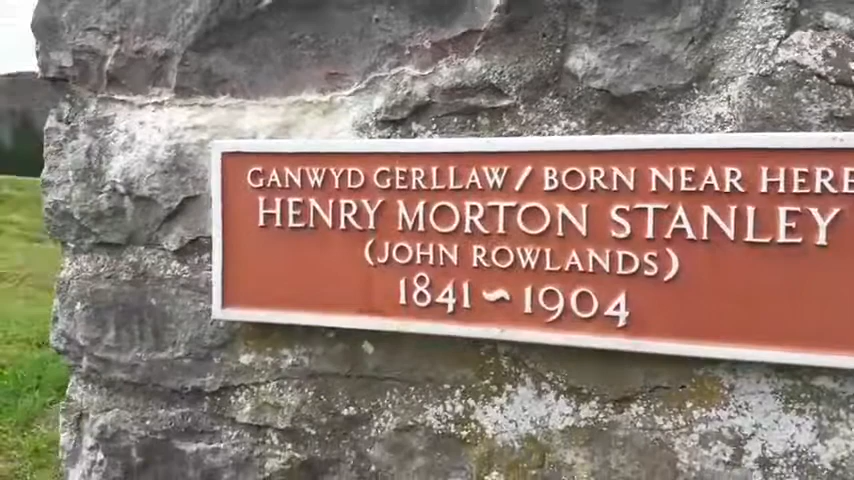 GANWYD GERLLAW / BORN NEAR HERE
HENRY MORTON STANLEY
(JOHN ROWLANDS)
1841 ~ 1904